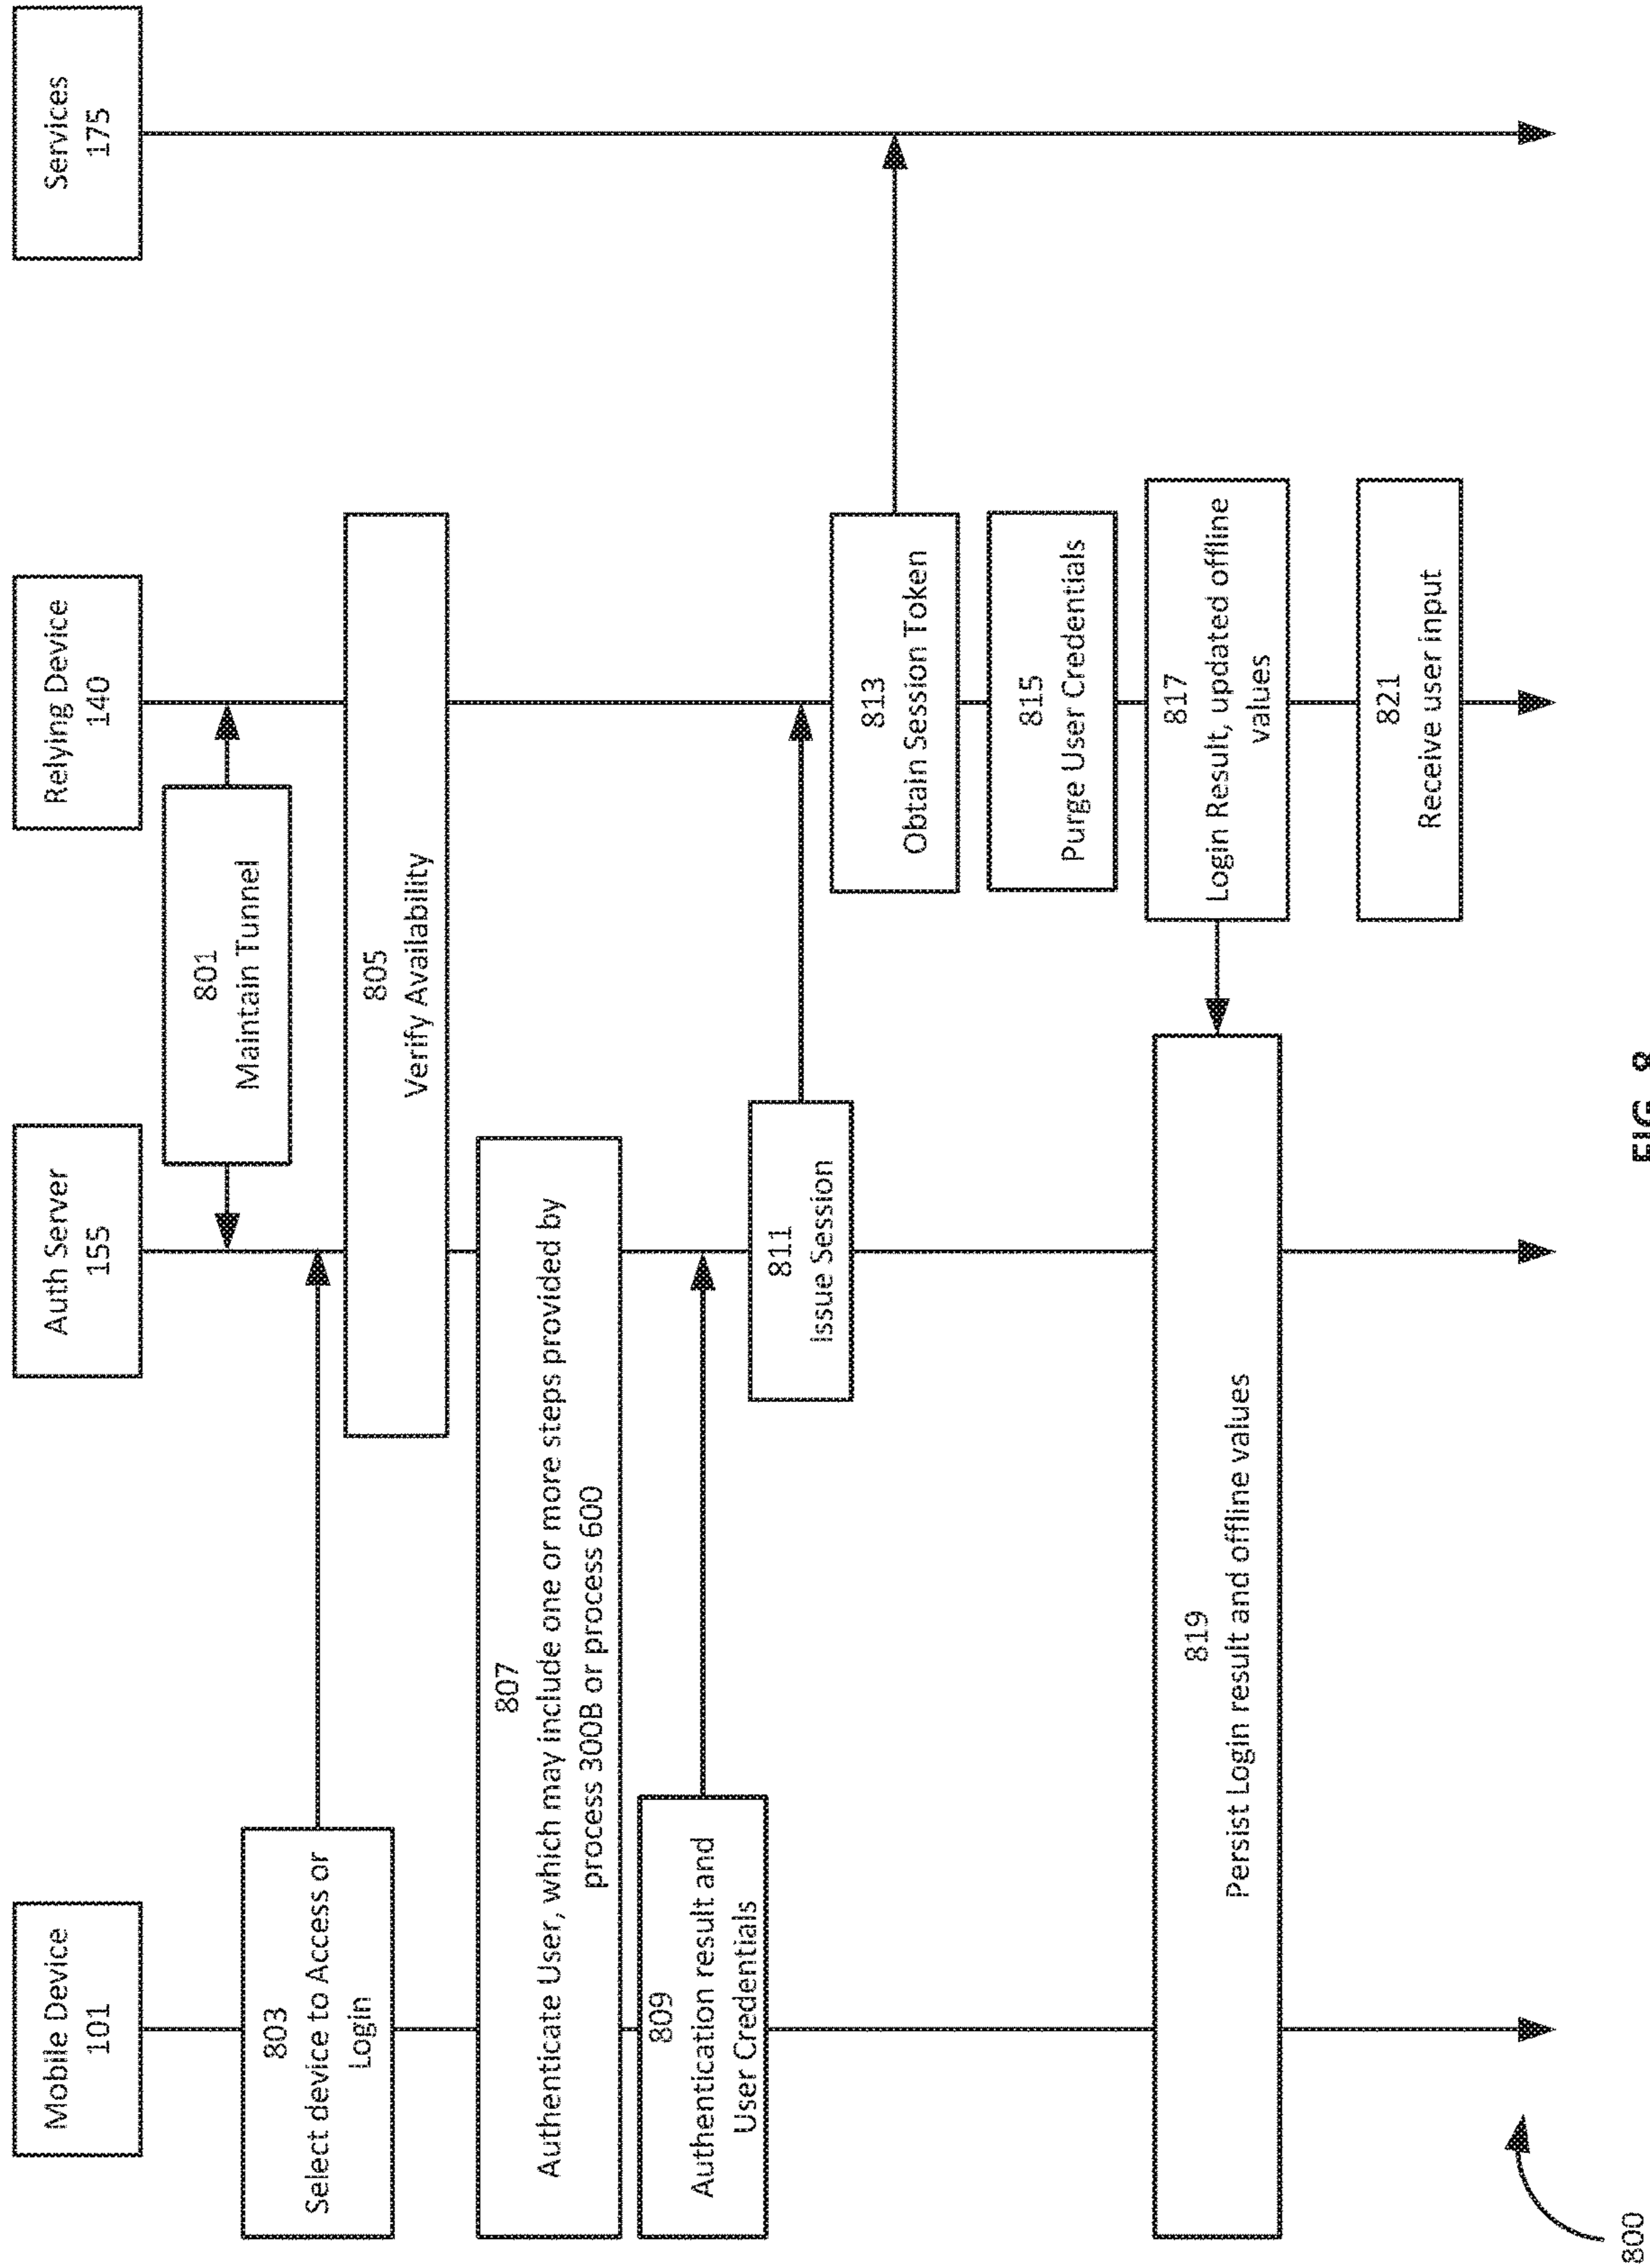 Mobile Device
101
Auth Server
155
Relying Device
140
Services
175
801
Maintain Tunnel
803
Select device to Access or
Login
805
Verify Availability
807
Authenticate User, which may include one or more steps provided by
process 300B or process 600
809
Authentication result and
User Credentials
811
Issue Session
813
Obtain Session Token
815
Purge User Credentials
817
Login Result, updated offline
values
819
Persist Login result and offline values
821
Receive user input
800
FIG. 8